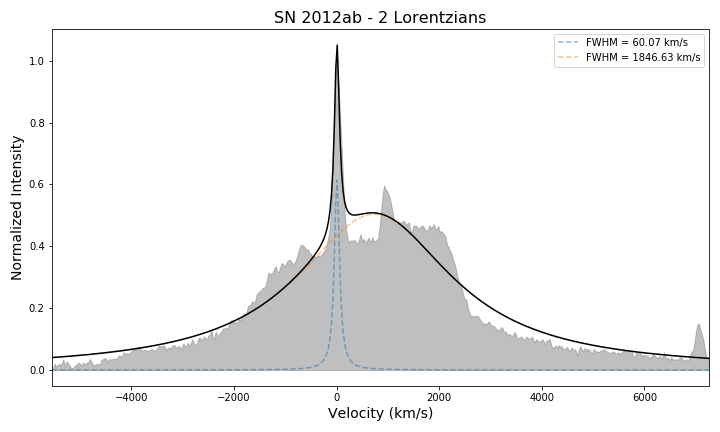 SN 2012ab - 2 Lorentzians
FWHM = 60.07 km/s
FWHM = 1846.63 km/s
Normalized Intensity
1.0
0.8
0.6
0.4
0.2
0.0
−4000 −2000 0 2000 4000 6000
Velocity (km/s)